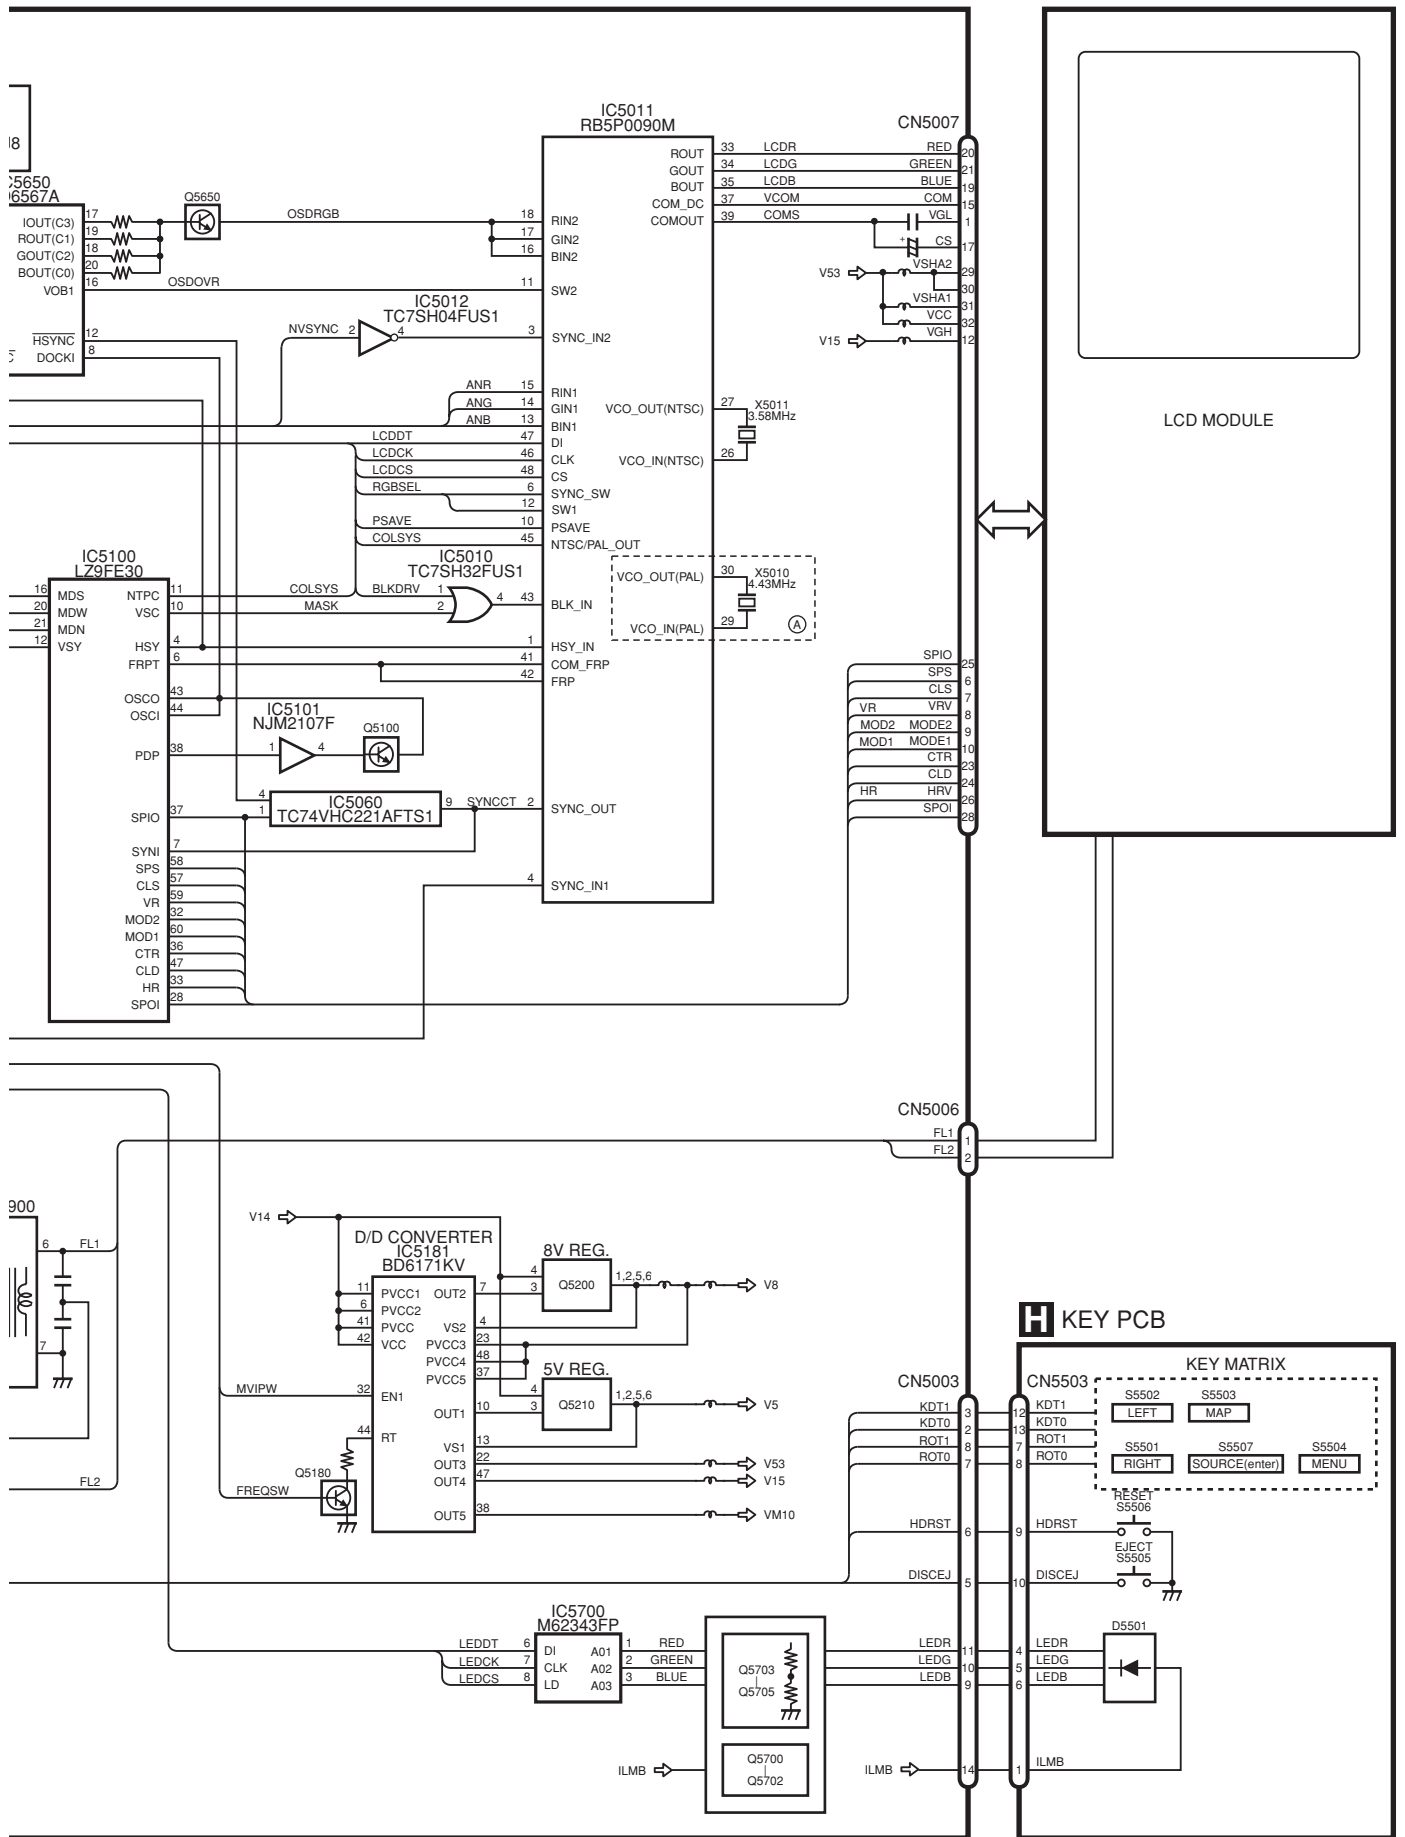 J8
6567A
IOUT(C3) 17
ROUT(C1) 19
GOUT(C2) 18
BOUT(C0) 20
VOB1 16
HSYNC 12
DOCKI 8
Q5650
OSDRGB
OSDOVR
IC5012
TC7SH04FUS1
NVSYNC 2 4
IC5011
RB5P0090M
18 RIN2
17 GIN2
16 BIN2
11 SW2
3 SYNC_IN2
ANR 15 RIN1
ANG 14 GIN1
ANB 13 BIN1
LCDDT 47 DI
LCDCK 46 CLK
LCDCS 48 CS
RGBSEL 6 SYNC_SW
12 SW1
PSAVE 10 PSAVE
COLSYS 45 NTSC/PAL_OUT
IC5010
TC7SH32FUS1
COLSYS BLKDRV 1
MASK 2
4 43 BLK_IN
1 HSY_IN
41 COM_FRP
42 FRP
9 SYNCCT 2 SYNC_OUT
4 SYNC_IN1
ROUT 33 LCDR RED 20
GOUT 34 LCDG GREEN 21
BOUT 35 LCDB BLUE 19
COM_DC 37 VCOM COM 15
COMOUT 39 COMS VGL 1
+ CS 17
V53 VSHA2 29
30
VSHA1 31
VCC 32
V15 VGH 12
CN5007
VCO_OUT(NTSC) 27
X5011
3.58MHz
VCO_IN(NTSC) 26
VCO_OUT(PAL) 30
X5010
4.43MHz
VCO_IN(PAL) 29
A
LCD MODULE
IC5100
LZ9FE30
16 MDS
20 MDW
21 MDN
12 VSY
NTPC 11
VSC 10
HSY 4
FRPT 6
OSCO 43
OSCI 44
PDP 38
SPIO 37
SYNI 7
SPS 58
CLS 57
VR 59
MOD2 32
MOD1 60
CTR 36
CLD 47
HR 33
SPOI 28
IC5101
NJM2107F
1 4
Q5100
4
1
IC5060
TC74VHC221AFTS1
SPIO 25
SPS 6
CLS 7
VR VRV 8
MOD2 MODE2 9
MOD1 MODE1 10
CTR 23
CLD 24
HR HRV 26
SPOI 28
CN5006
FL1 1
FL2 2
900
6 FL1
7
FL2
V14
D/D CONVERTER
IC5181
BD6171KV
11 PVCC1
6 PVCC2
41 PVCC
42 VCC
MVIPW 32 EN1
44 RT
Q5180
FREQSW
OUT2 7
VS2 4
PVCC3 23
PVCC4 48
PVCC5 37
OUT1 10
VS1 13
OUT3 22
OUT4 47
OUT5 38
8V REG.
4
3
Q5200
1,2,5,6
V8
5V REG.
4
3
Q5210
1,2,5,6
V5
V53
V15
VM10
H KEY PCB
KEY MATRIX
CN5003 CN5503
KDT1 3 12 KDT1
KDT0 2 13 KDT0
ROT1 8 7 ROT1
ROT0 7 8 ROT0
HDRST 6 9 HDRST
DISCEJ 5 10 DISCEJ
S5502 S5503
LEFT MAP
S5501 S5507 S5504
RIGHT SOURCE(enter) MENU
RESET
S5506
EJECT
S5505
IC5700
M62343FP
LEDDT 6 DI A01 1 RED
LEDCK 7 CLK A02 2 GREEN
LEDCS 8 LD A03 3 BLUE
Q5703
Q5705
Q5700
Q5702
ILMB
LEDR 11 4 LEDR
LEDG 10 5 LEDG
LEDB 9 6 LEDB
D5501
ILMB 14 1 ILMB